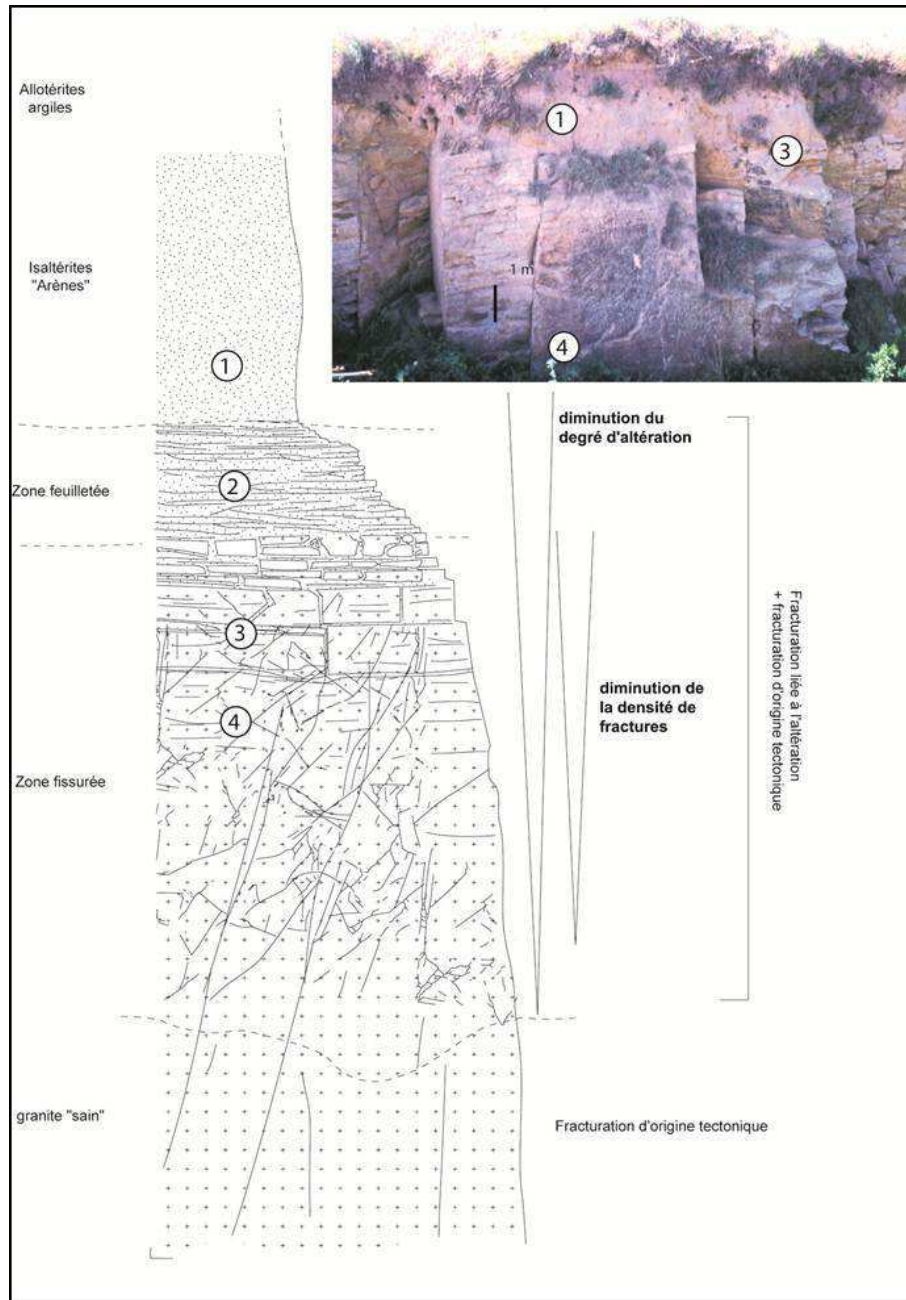 Allotérites
argiles
1
3
1 m
4
Isaltérites
"Arènes"
1
diminution du
degré d'altération
Zone feuilletée
2
3
Fracturation liée à l'altération
+ fracturation d'origine tectonique
diminution de
la densité de
fractures
4
Zone fissurée
granite "sain"
Fracturation d'origine tectonique